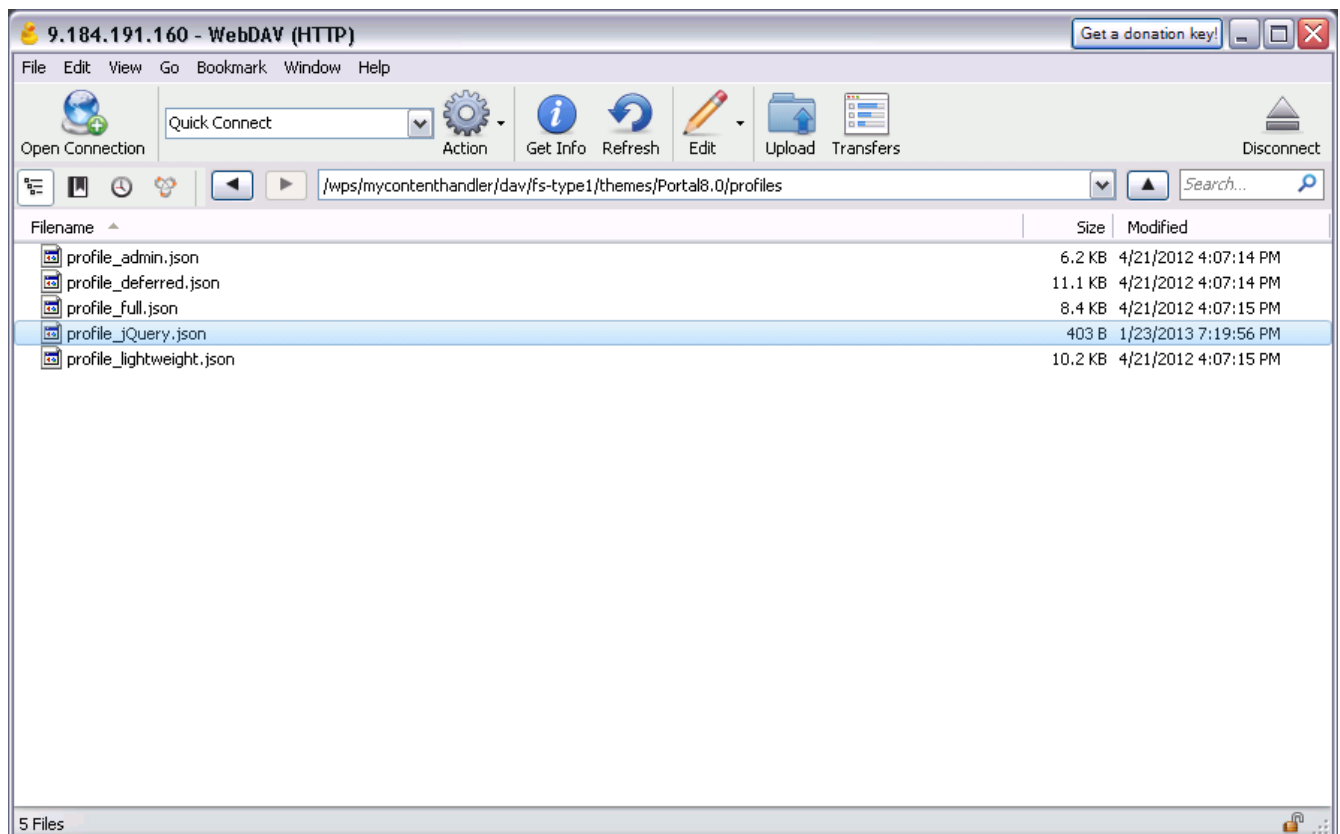 9.184.191.160 - WebDAV (HTTP)
Get a donation key!
File Edit View Go Bookmark Window Help
Quick Connect
Open Connection Action Get Info Refresh Edit Upload Transfers Disconnect
/wps/mycontenthandler/dav/fs-type1/themes/Portal8.0/profiles
Search...
Filename Size Modified
profile_admin.json 6.2 KB 4/21/2012 4:07:14 PM
profile_deferred.json 11.1 KB 4/21/2012 4:07:14 PM
profile_full.json 8.4 KB 4/21/2012 4:07:15 PM
profile_jQuery.json 403 B 1/23/2013 7:19:56 PM
profile_lightweight.json 10.2 KB 4/21/2012 4:07:15 PM
5 Files